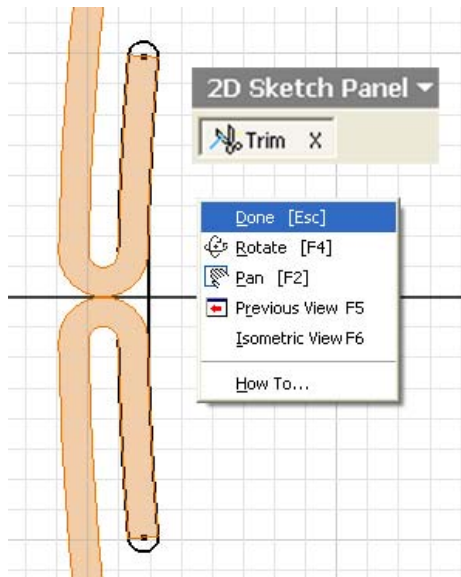 2D Sketch Panel
Trim X
Done [Esc]
Rotate [F4]
Pan [F2]
Previous View F5
Isometric View F6
How To...